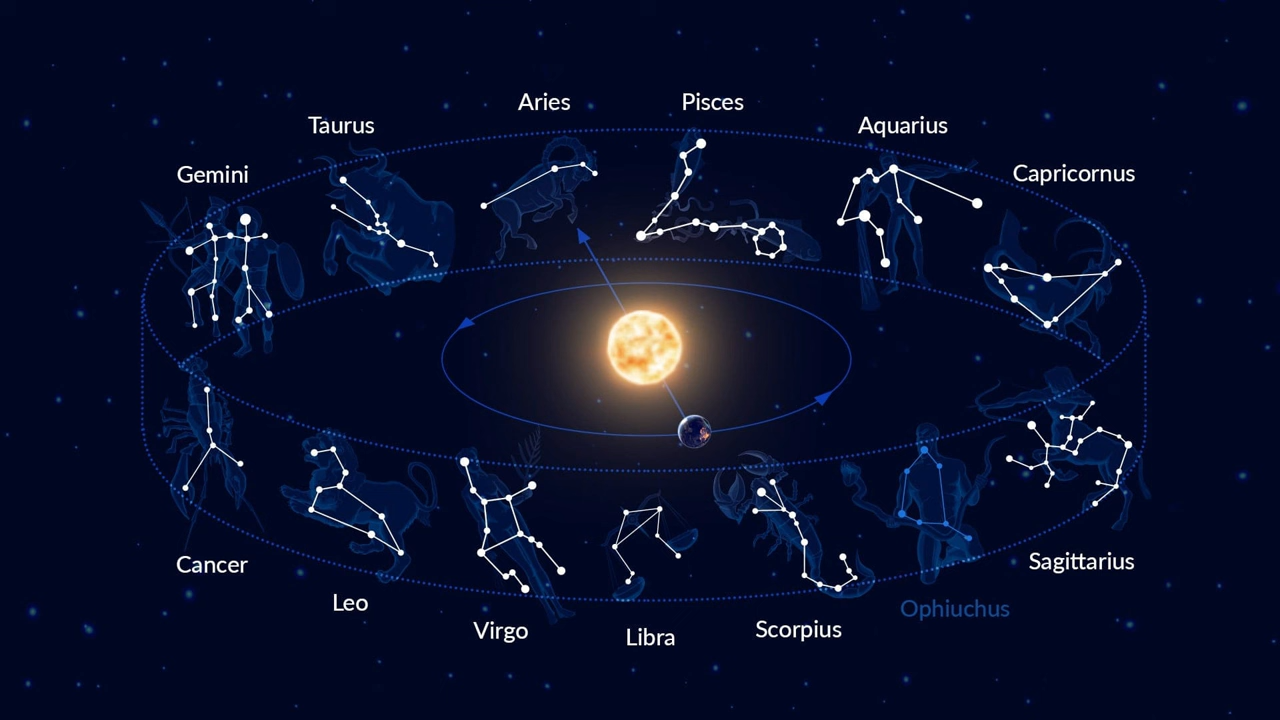 Aries
Pisces
Taurus
Aquarius
Gemini
Capricornus
Cancer
Sagittarius
Leo
Ophiuchus
Virgo
Libra
Scorpius